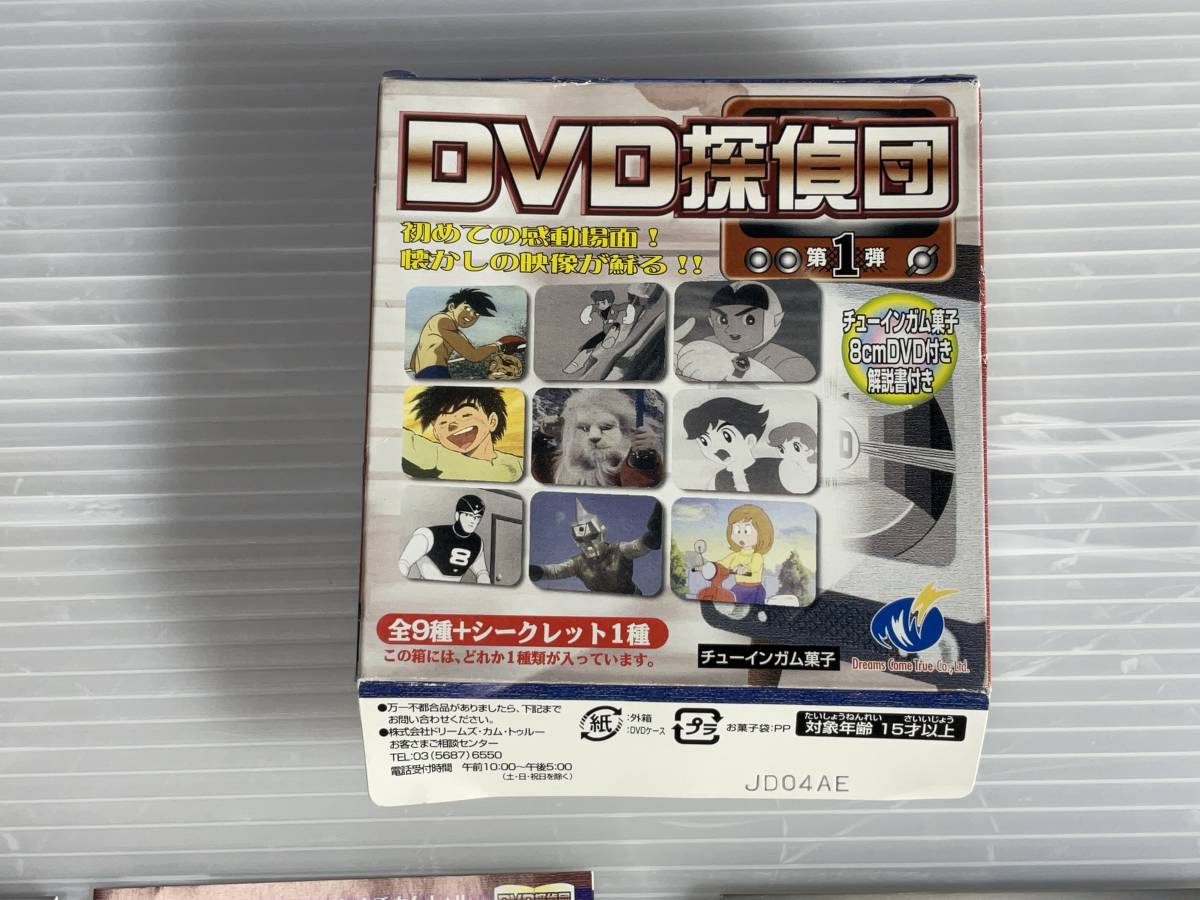 DVD探偵団
初めての感動場面！
懐かしの映像が蘇る！！
第1弾
チューインガム菓子
8cmDVD付き
解説書付き
8
全9種+シークレット1種
この箱には、どれか1種類が入っています。
チューインガム菓子
Dreams Come True Co., Ltd.
●万一不都合品がありましたら、下記まで
お問い合わせください。
●株式会社ドリームズ・カム・トゥルー
お客さまご相談センター
TEL:03(5687)6550
電話受付時間 午前10:00～午後5:00
(土・日・祝日を除く)
紙
:外箱
:DVDケース
プラ
お菓子袋:PP
たいしょうねんれい さいいじょう
対象年齢 15才以上
JD04AE
DVD探偵団